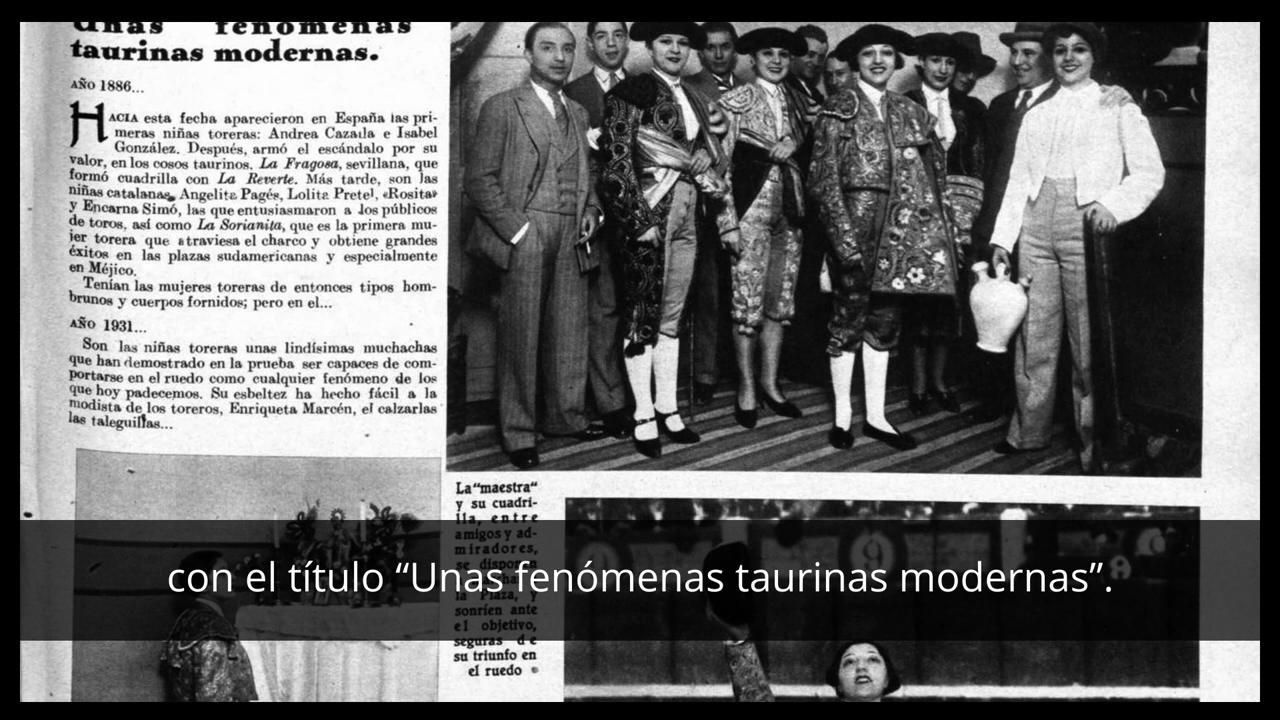 Unas fenómenas
taurinas modernas.
AÑO 1886...
HACIA esta fecha aparecieron en España las pri-
meras niñas toreras: Andrea Cazalla e Isabel
González. Después, armó el escándalo por su
valor, en los cosos taurinos, La Fragosa, sevillana, que
formó cuadrilla con La Reverte. Más tarde, son las
niñas catalanas, Angelita Pagés, Lolita Pretel, «Rosita»
y Encarna Simó, las que entusiasmaron a los públicos
de toros, así como La Sorianita, que es la primera mu-
jer torera que atraviesa el charco y obtiene grandes
éxitos en las plazas sudamericanas y especialmente
en Méjico.
Tenían las mujeres toreras de entonces tipos hom-
brunos y cuerpos fornidos; pero en el...
AÑO 1931...
Son las niñas toreras unas lindísimas muchachas
que han demostrado en la prueba ser capaces de com-
portarse en el ruedo como cualquier fenómeno de los
que hoy padecemos. Su esbeltez ha hecho fácil a la
modista de los toreros, Enriqueta Marcén, el calzarlas
las taleguillas...
La "maestra"
y su cuadri-
lla, entre
amigos y ad-
miradores,
la Plaza,
sonríen ante
el objetivo,
seguras de
su triunfo en
el ruedo
9
8
con el título “Unas fenómenas taurinas modernas”.